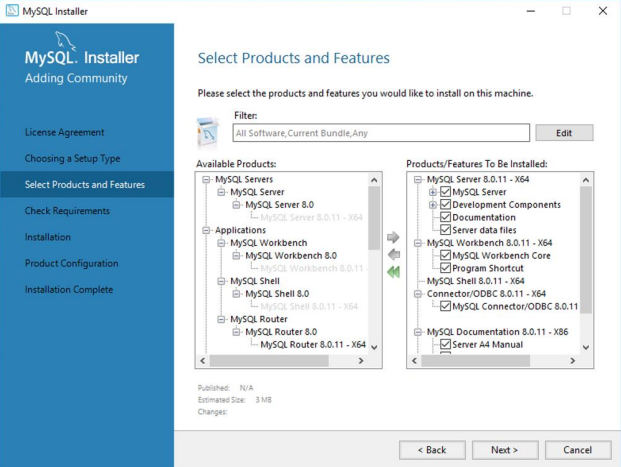 MySQL Installer
MySQL. Installer
Adding Community
License Agreement
Choosing a Setup Type
Select Products and Features
Check Requirements
Installation
Product Configuration
Installation Complete
Select Products and Features
Please select the products and features you would like to install on this machine.
Filter:
All Software,Current Bundle,Any
Edit
Available Products:
MySQL Servers
MySQL Server
MySQL Server 8.0
MySQL Server 8.0.11 - X64
Applications
MySQL Workbench
MySQL Workbench 8.0
MySQL Workbench 8.0.11
MySQL Shell
MySQL Shell 8.0
MySQL Shell 8.0.11 - X64
MySQL Router
MySQL Router 8.0
MySQL Router 8.0.11 - X64
Products/Features To Be Installed:
MySQL Server 8.0.11 - X64
MySQL Server
Development Components
Documentation
Server data files
MySQL Workbench 8.0.11 - X64
MySQL Workbench Core
Program Shortcut
MySQL Shell 8.0.11 - X64
Connector/ODBC 8.0.11 - X64
MySQL Connector/ODBC 8.0.11
MySQL Documentation 8.0.11 - X86
Server A4 Manual
Published: N/A
Estimated Size: 3 MB
Changes:
< Back
Next >
Cancel